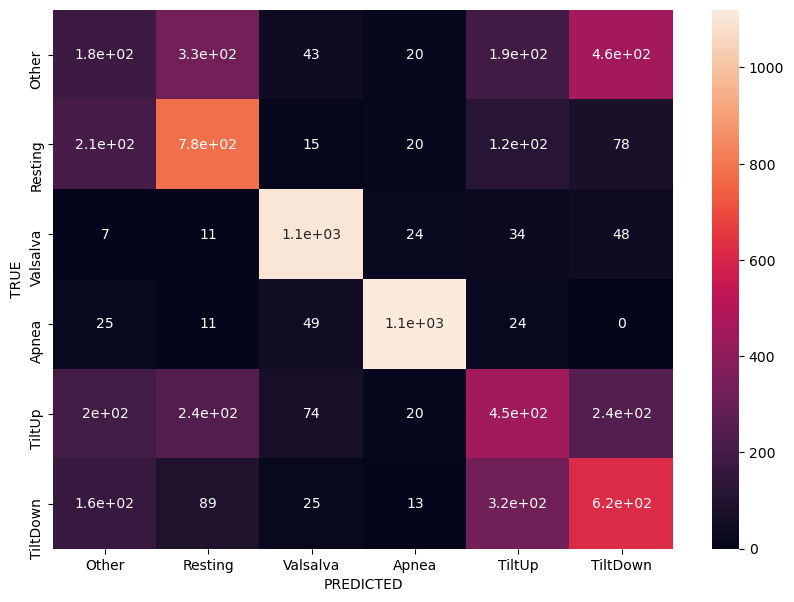 Other 1.8e+02 3.3e+02 43 20 1.9e+02 4.6e+02
Resting 2.1e+02 7.8e+02 15 20 1.2e+02 78
Valsalva 7 11 1.1e+03 24 34 48
Apnea 25 11 49 1.1e+03 24 0
TiltUp 2e+02 2.4e+02 74 20 4.5e+02 2.4e+02
TiltDown 1.6e+02 89 25 13 3.2e+02 6.2e+02
TRUE
Other Resting Valsalva Apnea TiltUp TiltDown
PREDICTED
1000
800
600
400
200
0